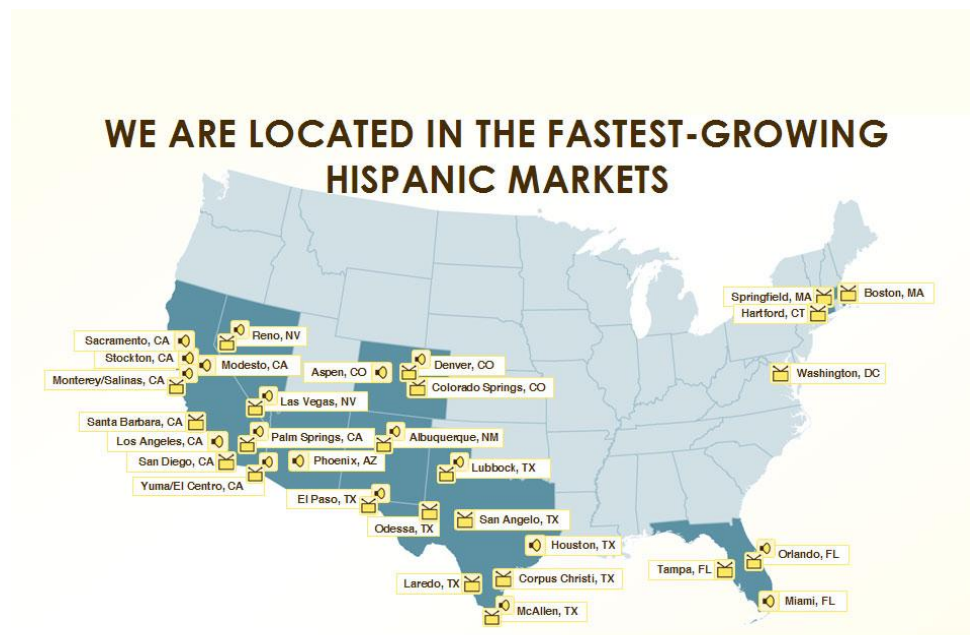 WE ARE LOCATED IN THE FASTEST-GROWING
HISPANIC MARKETS
Springfield, MA
Boston, MA
Hartford, CT
Reno, NV
Sacramento, CA
Stockton, CA
Modesto, CA
Aspen, CO
Denver, CO
Monterey/Salinas, CA
Colorado Springs, CO
Washington, DC
Las Vegas, NV
Santa Barbara, CA
Los Angeles, CA
Palm Springs, CA
Albuquerque, NM
San Diego, CA
Phoenix, AZ
Lubbock, TX
Yuma/El Centro, CA
El Paso, TX
Odessa, TX
San Angelo, TX
Houston, TX
Orlando, FL
Tampa, FL
Laredo, TX
Corpus Christi, TX
Miami, FL
McAllen, TX